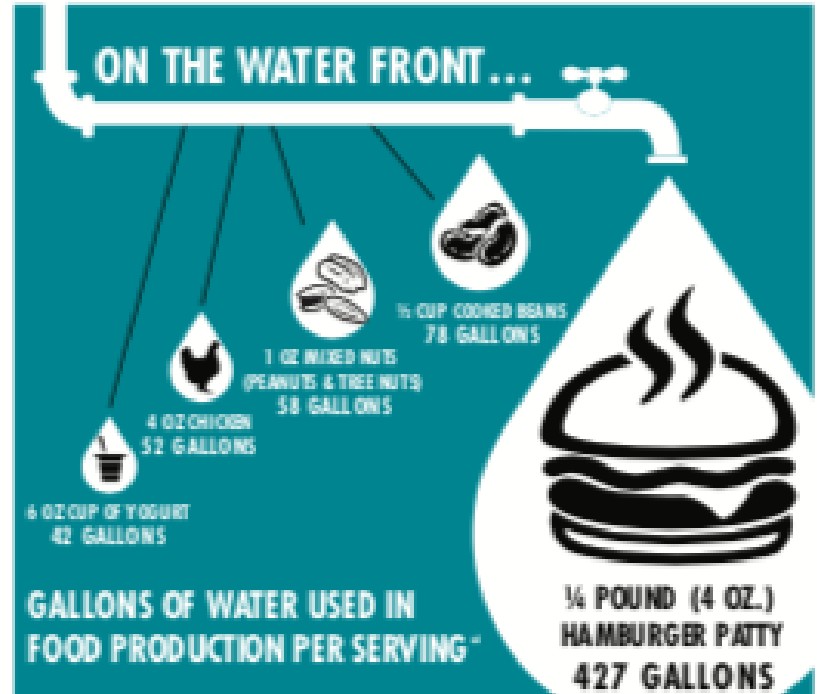 ON THE WATER FRONT...
½ CUP COOKED BEANS
78 GALLONS
1 OZ MIXED NUTS
(PEANUTS & TREE NUTS)
58 GALLONS
4 OZ CHICKEN
52 GALLONS
6 OZ CUP OF YOGURT
42 GALLONS
GALLONS OF WATER USED IN
FOOD PRODUCTION PER SERVING
¼ POUND (4 OZ.)
HAMBURGER PATTY
427 GALLONS